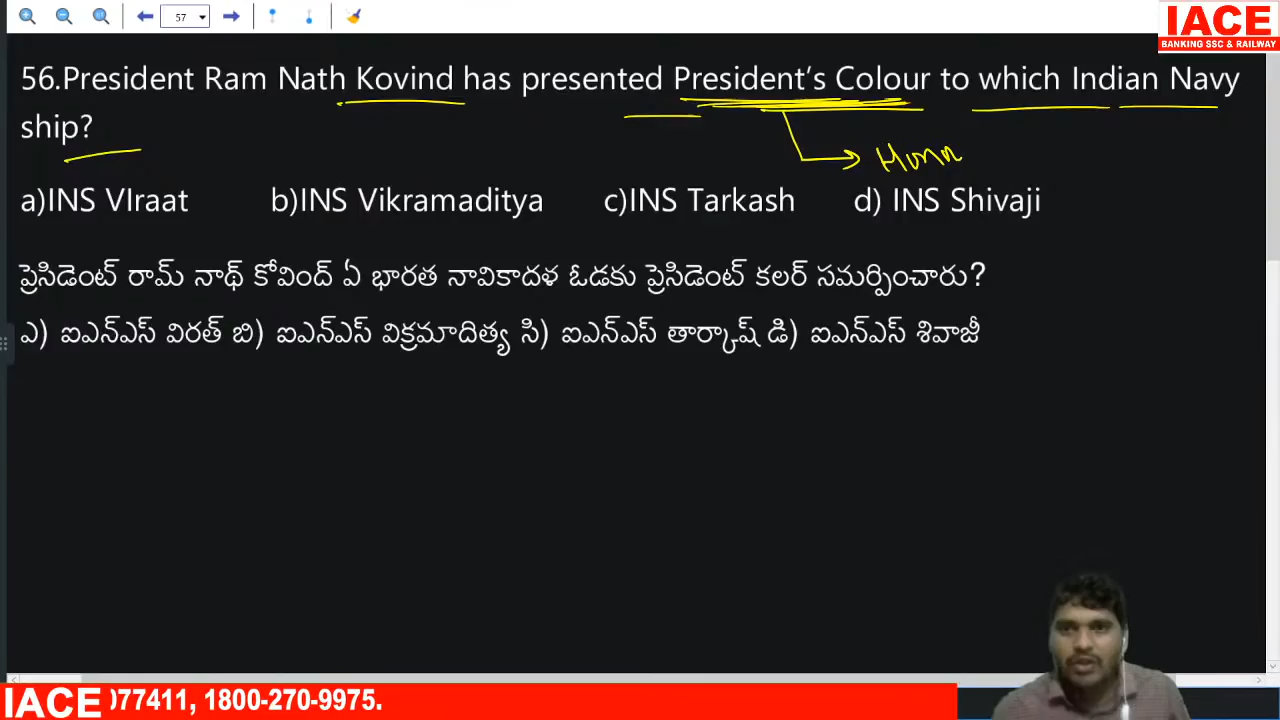 57
IACE
BANKING SSC & RAILWAY
56.President Ram Nath Kovind has presented President's Colour to which Indian Navy
ship?
a)INS VIraat b)INS Vikramaditya c)INS Tarkash d) INS Shivaji
ప్రెసిడెంట్ రామ్ నాథ్ కోవింద్ ఏ భారత నావికాదళ ఓడకు ప్రెసిడెంట్ కలర్ సమర్పించారు?
ఎ) ఐఎన్ఎస్ విరత్ బి) ఐఎన్ఎస్ విక్రమాదిత్య సి) ఐఎన్ఎస్ తార్కాష్ డి) ఐఎన్ఎస్ శివాజీ
IACE 077411, 1800-270-9975.